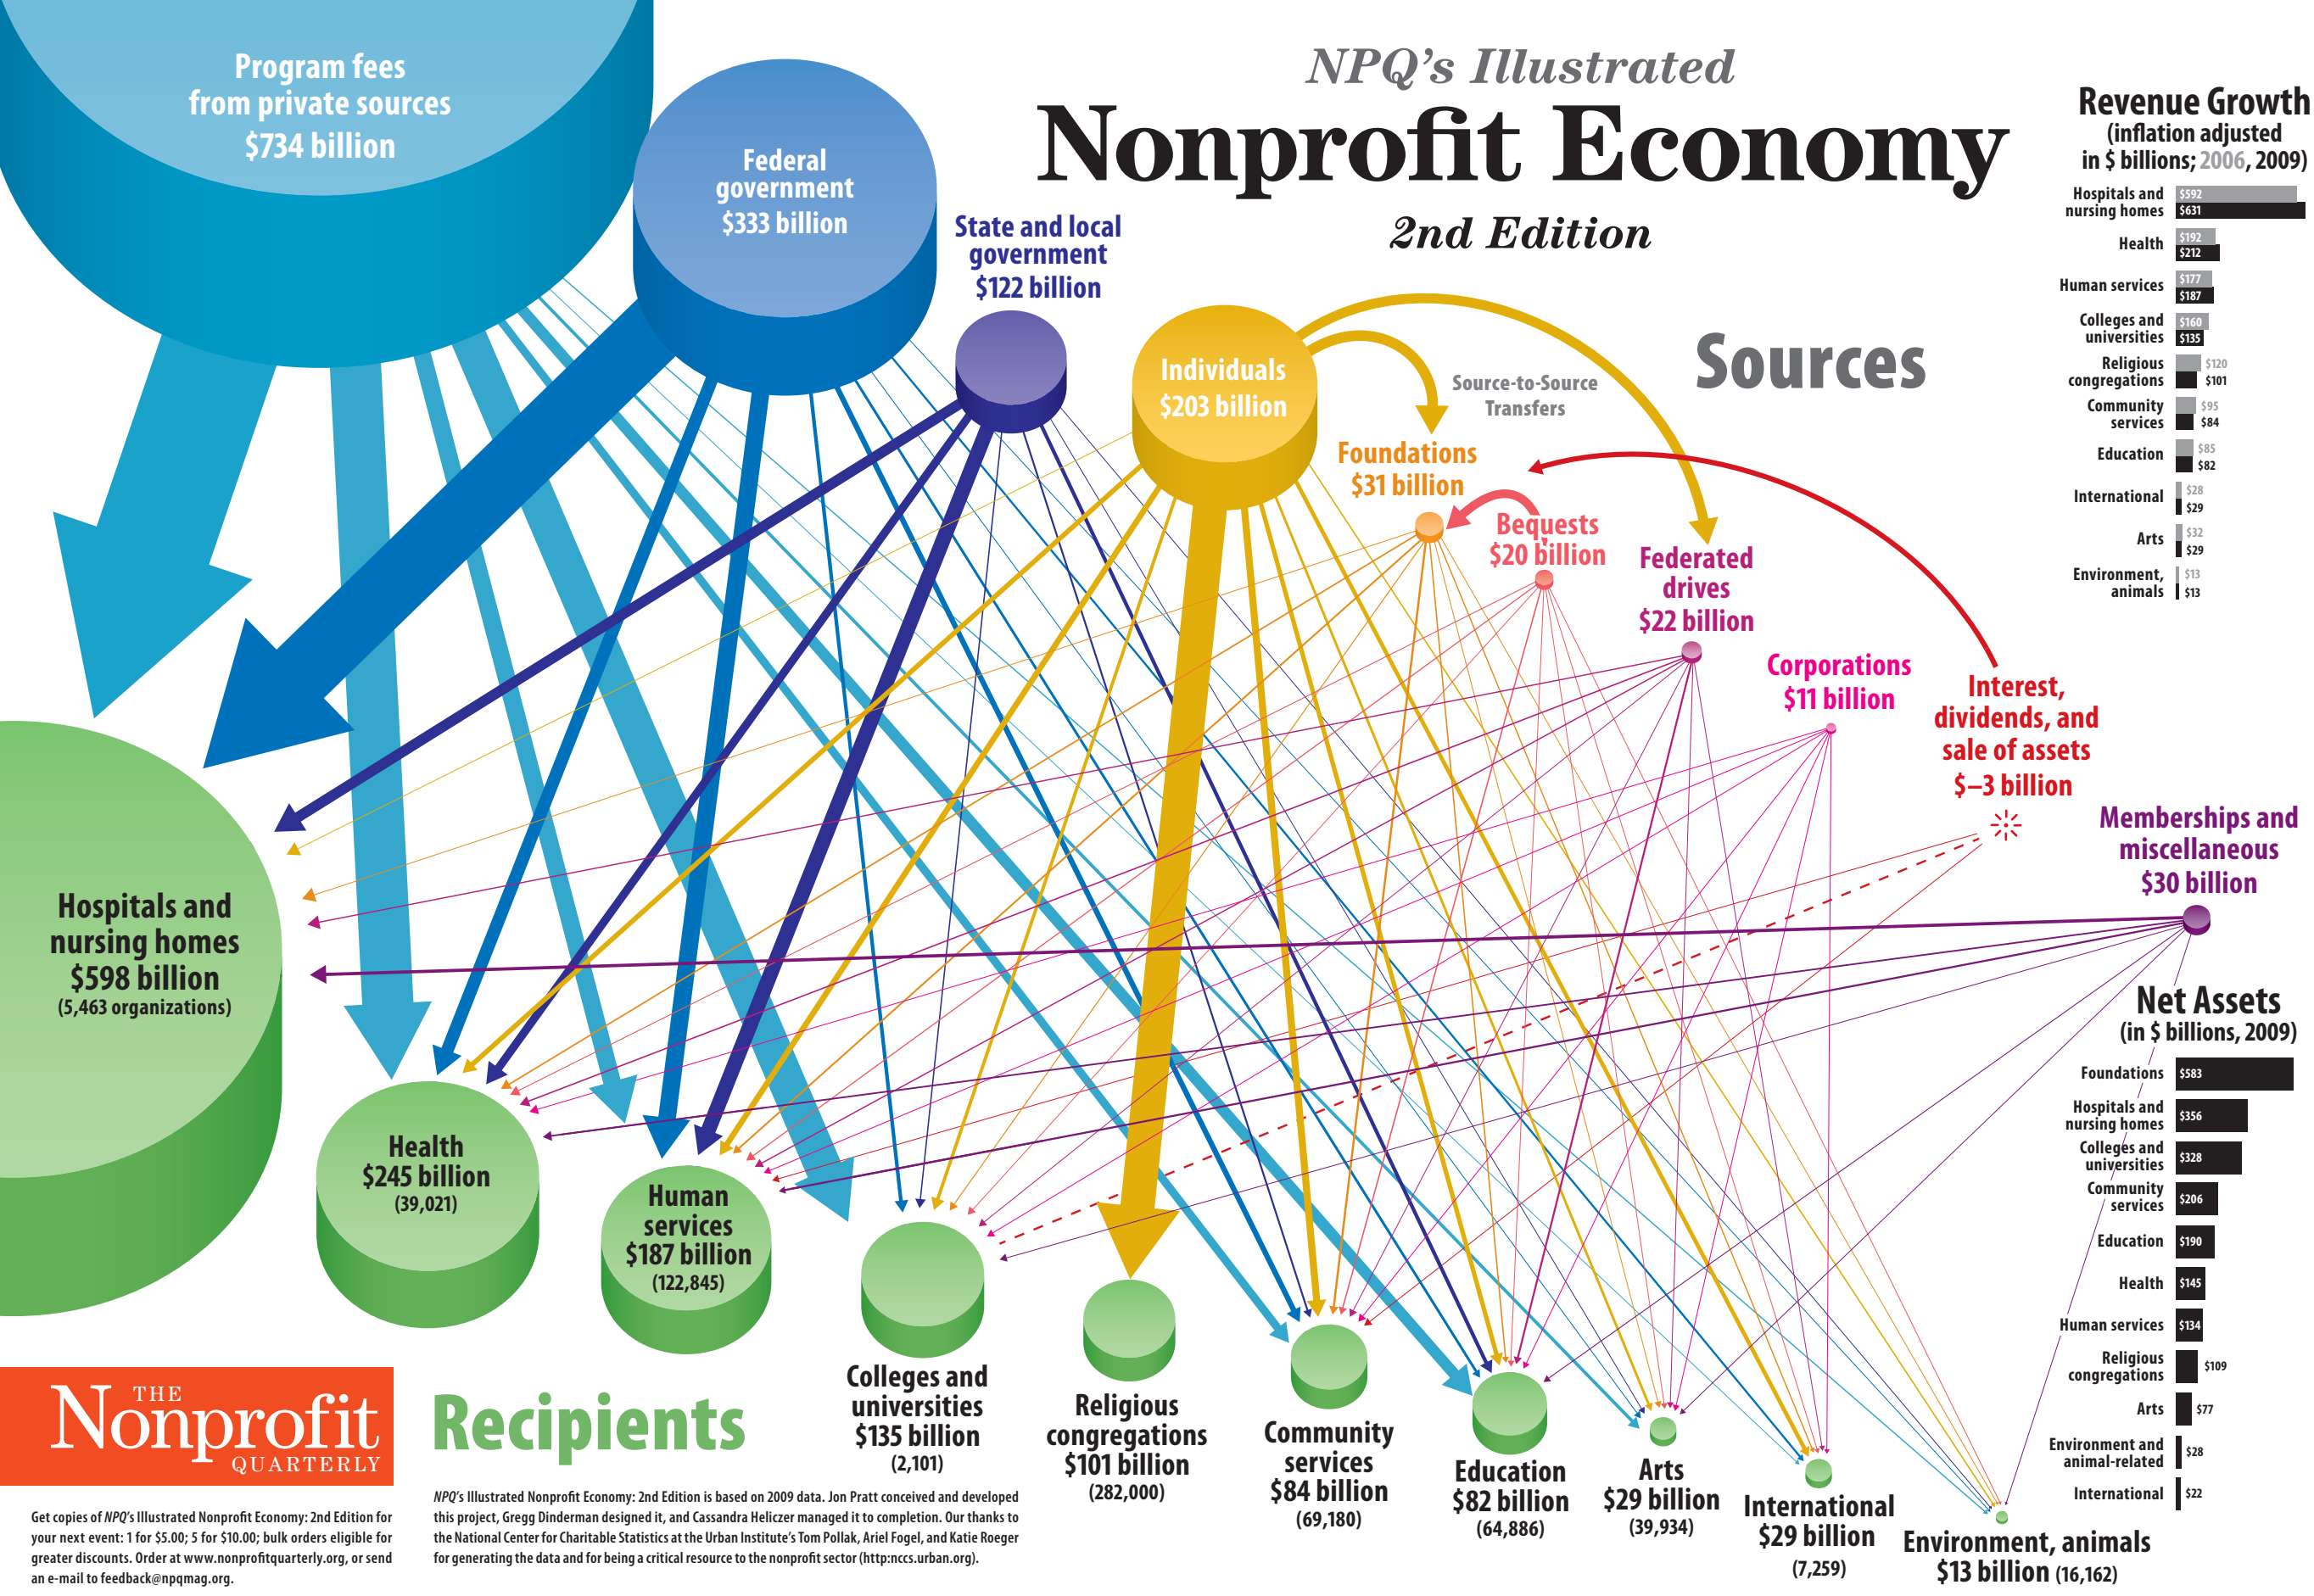 NPQ's Illustrated
Nonprofit Economy
2nd Edition
Sources
Program fees
from private sources
$734 billion
Federal
government
$333 billion
State and local
government
$122 billion
Individuals
$203 billion
Source-to-Source
Transfers
Foundations
$31 billion
Bequests
$20 billion
Federated
drives
$22 billion
Corporations
$11 billion
Interest,
dividends, and
sale of assets
$–3 billion
Memberships and
miscellaneous
$30 billion
Revenue Growth
(inflation adjusted
in $ billions; 2006, 2009)
Hospitals and
nursing homes
$592
$631
Health
$192
$212
Human services
$177
$187
Colleges and
universities
$160
$135
Religious
congregations
$120
$101
Community
services
$95
$84
Education
$85
$82
International
$28
$29
Arts
$32
$29
Environment,
animals
$13
$13
Net Assets
(in $ billions, 2009)
Foundations
$583
Hospitals and
nursing homes
$356
Colleges and
universities
$328
Community
services
$206
Education
$190
Health
$145
Human services
$134
Religious
congregations
$109
Arts
$77
Environment and
animal-related
$28
International
$22
Hospitals and
nursing homes
$598 billion
(5,463 organizations)
Health
$245 billion
(39,021)
Human
services
$187 billion
(122,845)
Colleges and
universities
$135 billion
(2,101)
Religious
congregations
$101 billion
(282,000)
Community
services
$84 billion
(69,180)
Education
$82 billion
(64,886)
Arts
$29 billion
(39,934)
International
$29 billion
(7,259)
Environment, animals
$13 billion (16,162)
Recipients
THE
Nonprofit
QUARTERLY
Get copies of NPQ's Illustrated Nonprofit Economy: 2nd Edition for
your next event: 1 for $5.00; 5 for $10.00; bulk orders eligible for
greater discounts. Order at www.nonprofitquarterly.org, or send
an e-mail to feedback@npqmag.org.
NPQ's Illustrated Nonprofit Economy: 2nd Edition is based on 2009 data. Jon Pratt conceived and developed
this project, Gregg Dinderman designed it, and Cassandra Heliczer managed it to completion. Our thanks to
the National Center for Charitable Statistics at the Urban Institute's Tom Pollak, Ariel Fogel, and Katie Roeger
for generating the data and for being a critical resource to the nonprofit sector (http:nccs.urban.org).